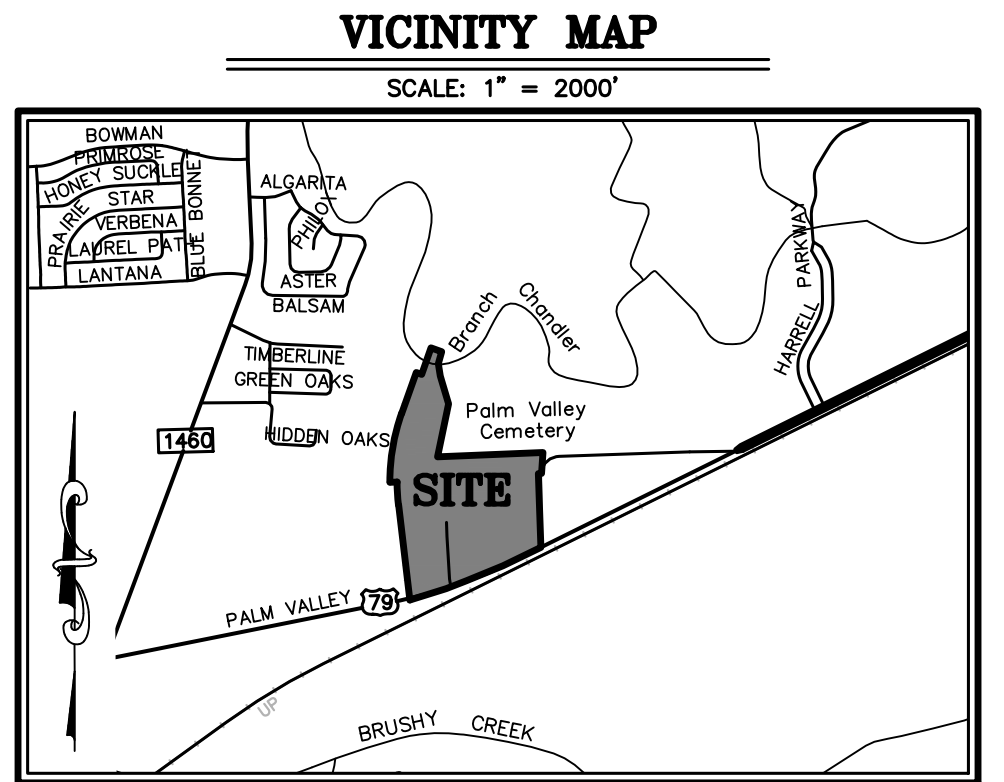 VICINITY MAP
SCALE: 1" = 2000'
BOWMAN
PRIMROSE
HONEY SUCKLE
STAR
PRAIRIE
VERBENA
LAUREL PATH
LANTANA
BLUE BONNET
ALGARITA
PHILOX
ASTER
BALSAM
Branch
Chandler
HARRELL PARKWAY
TIMBERLINE
GREEN OAKS
HIDDEN OAKS
1460
Palm Valley
Cemetery
SITE
PALM VALLEY
79
UP
BRUSHY CREEK